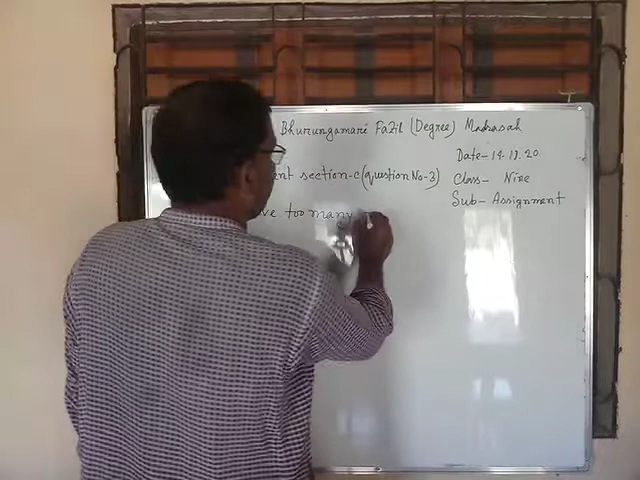 Bhurungamari Fazil (Degree) Madrasah
Date- 14.11.20
ent section-c (question No-3)
Class- Nine
Sub- Assignment
ve too many